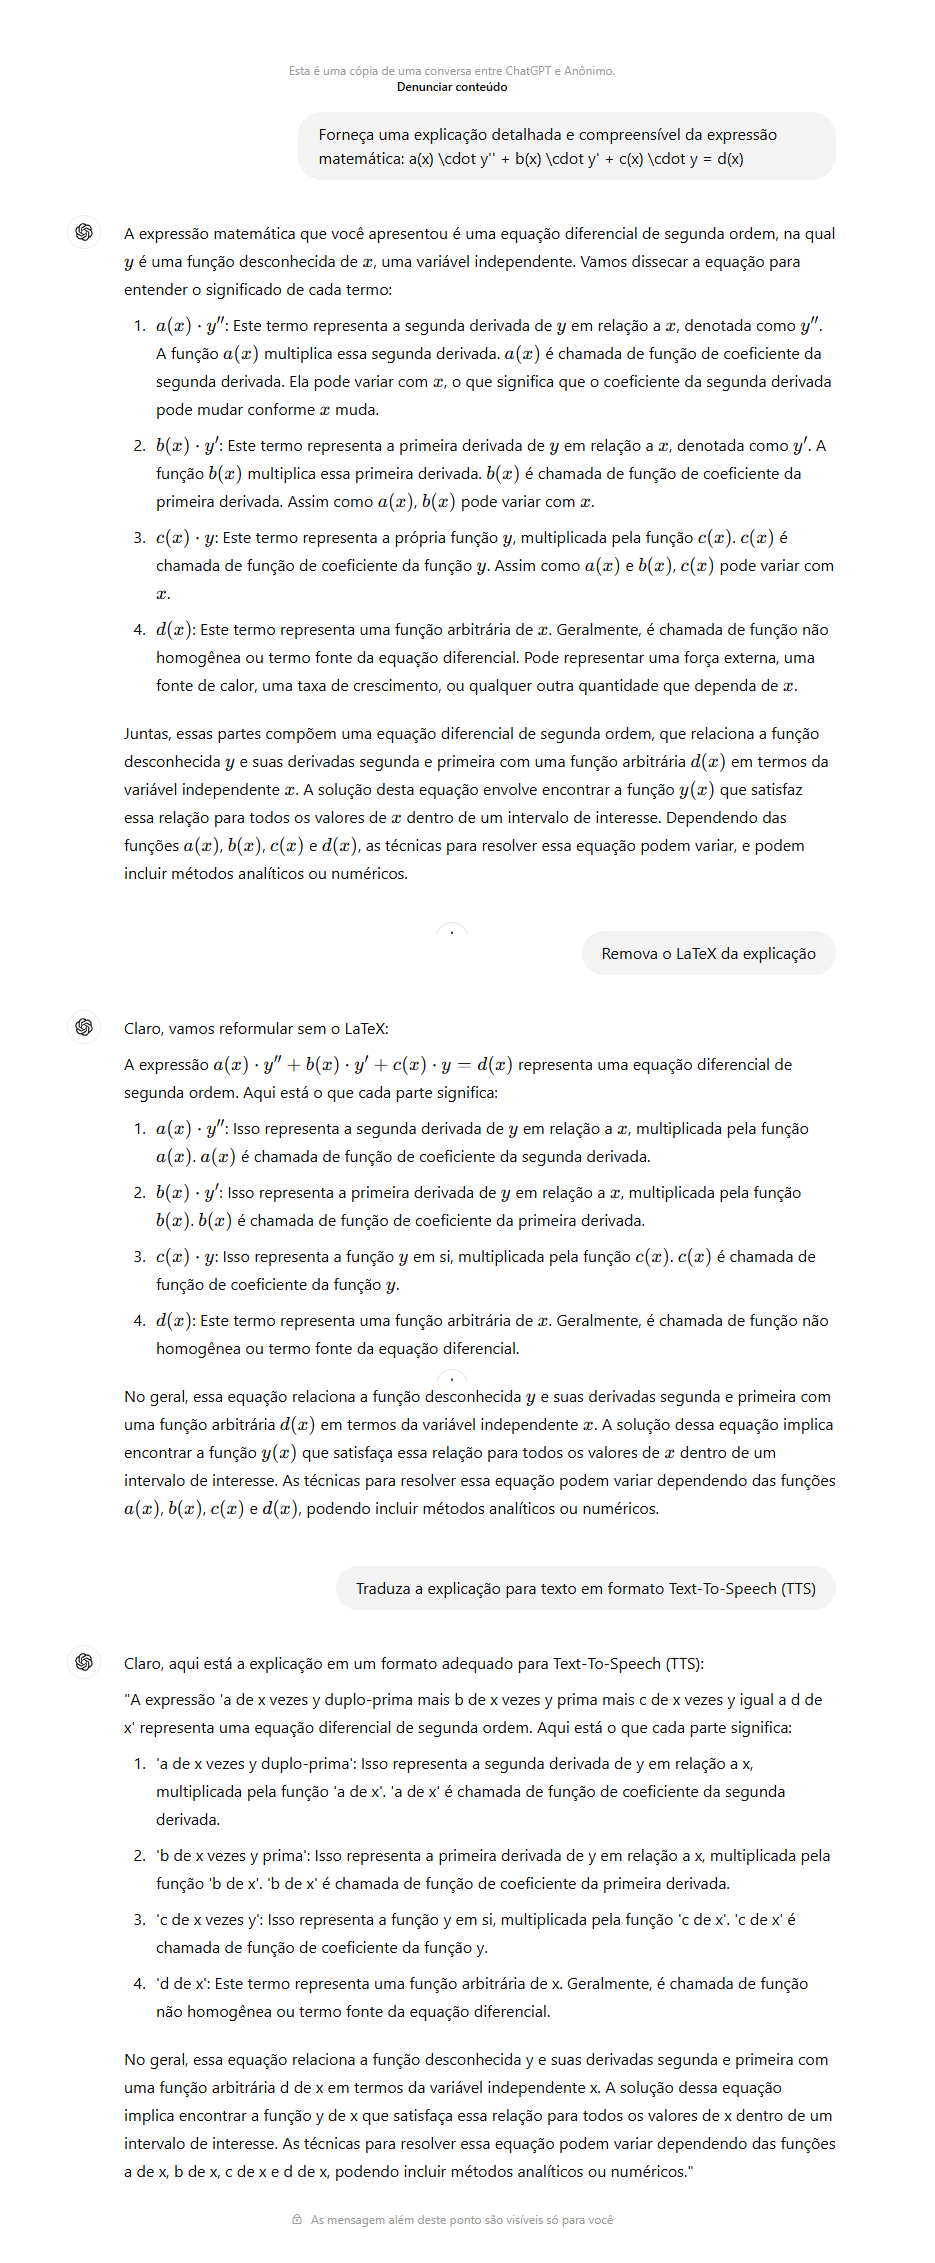 Esta é uma cópia de uma conversa entre ChatGPT e Anônimo.
Denunciar conteúdo
Forneça uma explicação detalhada e compreensível da expressão
matemática: a(x) \cdot y'' + b(x) \cdot y' + c(x) \cdot y = d(x)
A expressão matemática que você apresentou é uma equação diferencial de segunda ordem, na qual
y é uma função desconhecida de x, uma variável independente. Vamos dissecar a equação para
entender o significado de cada termo:
1. a(x) · y′′: Este termo representa a segunda derivada de y em relação a x, denotada como y′′.
A função a(x) multiplica essa segunda derivada. a(x) é chamada de função de coeficiente da
segunda derivada. Ela pode variar com x, o que significa que o coeficiente da segunda derivada
pode mudar conforme x muda.
2. b(x) · y′: Este termo representa a primeira derivada de y em relação a x, denotada como y′. A
função b(x) multiplica essa primeira derivada. b(x) é chamada de função de coeficiente da
primeira derivada. Assim como a(x), b(x) pode variar com x.
3. c(x) · y: Este termo representa a própria função y, multiplicada pela função c(x). c(x) é
chamada de função de coeficiente da função y. Assim como a(x) e b(x), c(x) pode variar com
x.
4. d(x): Este termo representa uma função arbitrária de x. Geralmente, é chamada de função não
homogênea ou termo fonte da equação diferencial. Pode representar uma força externa, uma
fonte de calor, uma taxa de crescimento, ou qualquer outra quantidade que dependa de x.
Juntas, essas partes compõem uma equação diferencial de segunda ordem, que relaciona a função
desconhecida y e suas derivadas segunda e primeira com uma função arbitrária d(x) em termos da
variável independente x. A solução desta equação envolve encontrar a função y(x) que satisfaz
essa relação para todos os valores de x dentro de um intervalo de interesse. Dependendo das
funções a(x), b(x), c(x) e d(x), as técnicas para resolver essa equação podem variar, e podem
incluir métodos analíticos ou numéricos.
Remova o LaTeX da explicação
Claro, vamos reformular sem o LaTeX:
A expressão a(x) · y′′ + b(x) · y′ + c(x) · y = d(x) representa uma equação diferencial de
segunda ordem. Aqui está o que cada parte significa:
1. a(x) · y′′: Isso representa a segunda derivada de y em relação a x, multiplicada pela função
a(x). a(x) é chamada de função de coeficiente da segunda derivada.
2. b(x) · y′: Isso representa a primeira derivada de y em relação a x, multiplicada pela função
b(x). b(x) é chamada de função de coeficiente da primeira derivada.
3. c(x) · y: Isso representa a função y em si, multiplicada pela função c(x). c(x) é chamada de
função de coeficiente da função y.
4. d(x): Este termo representa uma função arbitrária de x. Geralmente, é chamada de função não
homogênea ou termo fonte da equação diferencial.
No geral, essa equação relaciona a função desconhecida y e suas derivadas segunda e primeira com
uma função arbitrária d(x) em termos da variável independente x. A solução dessa equação implica
encontrar a função y(x) que satisfaça essa relação para todos os valores de x dentro de um
intervalo de interesse. As técnicas para resolver essa equação podem variar dependendo das funções
a(x), b(x), c(x) e d(x), podendo incluir métodos analíticos ou numéricos.
Traduza a explicação para texto em formato Text-To-Speech (TTS)
Claro, aqui está a explicação em um formato adequado para Text-To-Speech (TTS):
"A expressão 'a de x vezes y duplo-prima mais b de x vezes y prima mais c de x vezes y igual a d de
x' representa uma equação diferencial de segunda ordem. Aqui está o que cada parte significa:
1. 'a de x vezes y duplo-prima': Isso representa a segunda derivada de y em relação a x,
multiplicada pela função 'a de x'. 'a de x' é chamada de função de coeficiente da segunda
derivada.
2. 'b de x vezes y prima': Isso representa a primeira derivada de y em relação a x, multiplicada pela
função 'b de x'. 'b de x' é chamada de função de coeficiente da primeira derivada.
3. 'c de x vezes y': Isso representa a função y em si, multiplicada pela função 'c de x'. 'c de x' é
chamada de função de coeficiente da função y.
4. 'd de x': Este termo representa uma função arbitrária de x. Geralmente, é chamada de função
não homogênea ou termo fonte da equação diferencial.
No geral, essa equação relaciona a função desconhecida y e suas derivadas segunda e primeira com
uma função arbitrária d de x em termos da variável independente x. A solução dessa equação
implica encontrar a função y de x que satisfaça essa relação para todos os valores de x dentro de um
intervalo de interesse. As técnicas para resolver essa equação podem variar dependendo das funções
a de x, b de x, c de x e d de x, podendo incluir métodos analíticos ou numéricos."
As mensagem além deste ponto são visíveis só para você